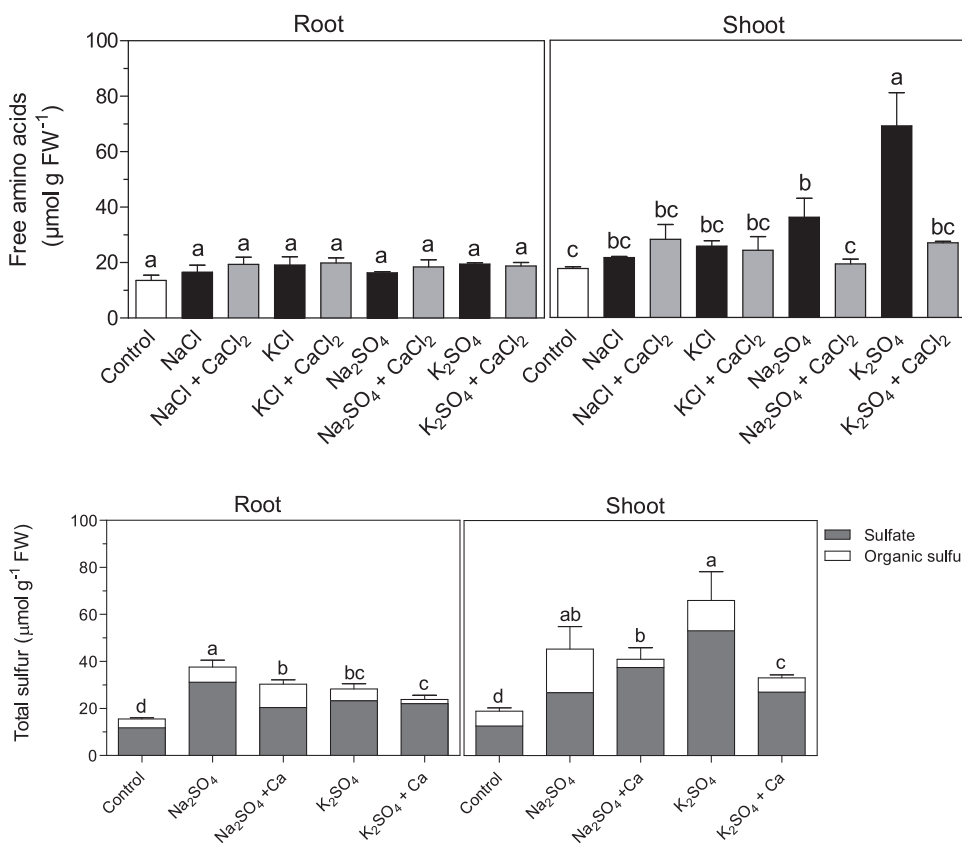 Root
Shoot
Free amino acids
(µmol g FW⁻¹)
100
80
60
40
20
0
a
a
a
a
a
a
a
a
a
c
bc
bc
bc
bc
b
c
a
bc
Control
NaCl
NaCl + CaCl₂
KCl
KCl + CaCl₂
Na₂SO₄
Na₂SO₄ + CaCl₂
K₂SO₄
K₂SO₄ + CaCl₂
Control
NaCl
NaCl + CaCl₂
KCl
KCl + CaCl₂
Na₂SO₄
Na₂SO₄ + CaCl₂
K₂SO₄
K₂SO₄ + CaCl₂
Root
Shoot
Total sulfur (µmol g⁻¹ FW)
100
80
60
40
20
0
d
a
b
bc
c
d
ab
b
a
c
Sulfate
Organic sulfu
Control
Na₂SO₄
Na₂SO₄ +Ca
K₂SO₄
K₂SO₄ + Ca
Control
Na₂SO₄
Na₂SO₄ +Ca
K₂SO₄
K₂SO₄ + Ca